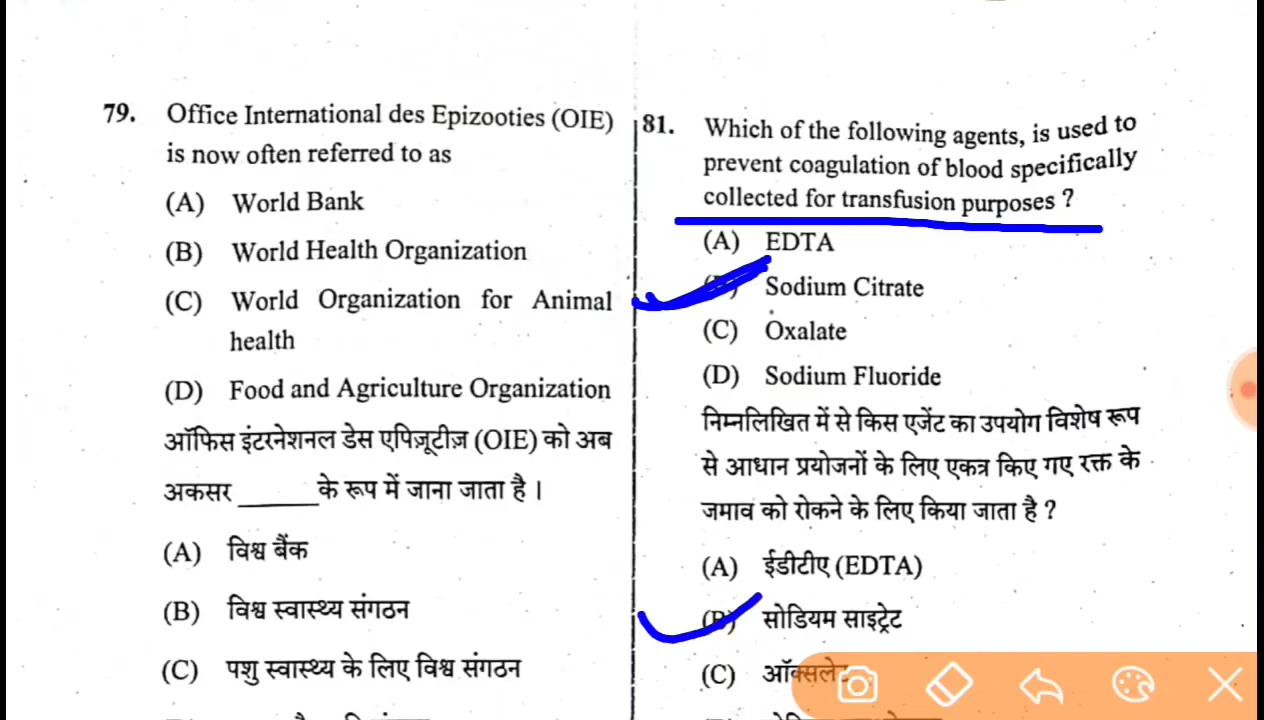 79. Office International des Epizooties (OIE)
is now often referred to as
(A) World Bank
(B) World Health Organization
(C) World Organization for Animal
health
(D) Food and Agriculture Organization
ऑफिस इंटरनेशनल डेस एपिज़ूटीज़ (OIE) को अब
अकसर ______ के रूप में जाना जाता है ।
(A) विश्व बैंक
(B) विश्व स्वास्थ्य संगठन
(C) पशु स्वास्थ्य के लिए विश्व संगठन
81. Which of the following agents, is used to
prevent coagulation of blood specifically
collected for transfusion purposes ?
(A) EDTA
(B) Sodium Citrate
(C) Oxalate
(D) Sodium Fluoride
निम्नलिखित में से किस एजेंट का उपयोग विशेष रूप
से आधान प्रयोजनों के लिए एकत्र किए गए रक्त के
जमाव को रोकने के लिए किया जाता है ?
(A) ईडीटीए (EDTA)
(B) सोडियम साइट्रेट
(C) ऑक्सलेट